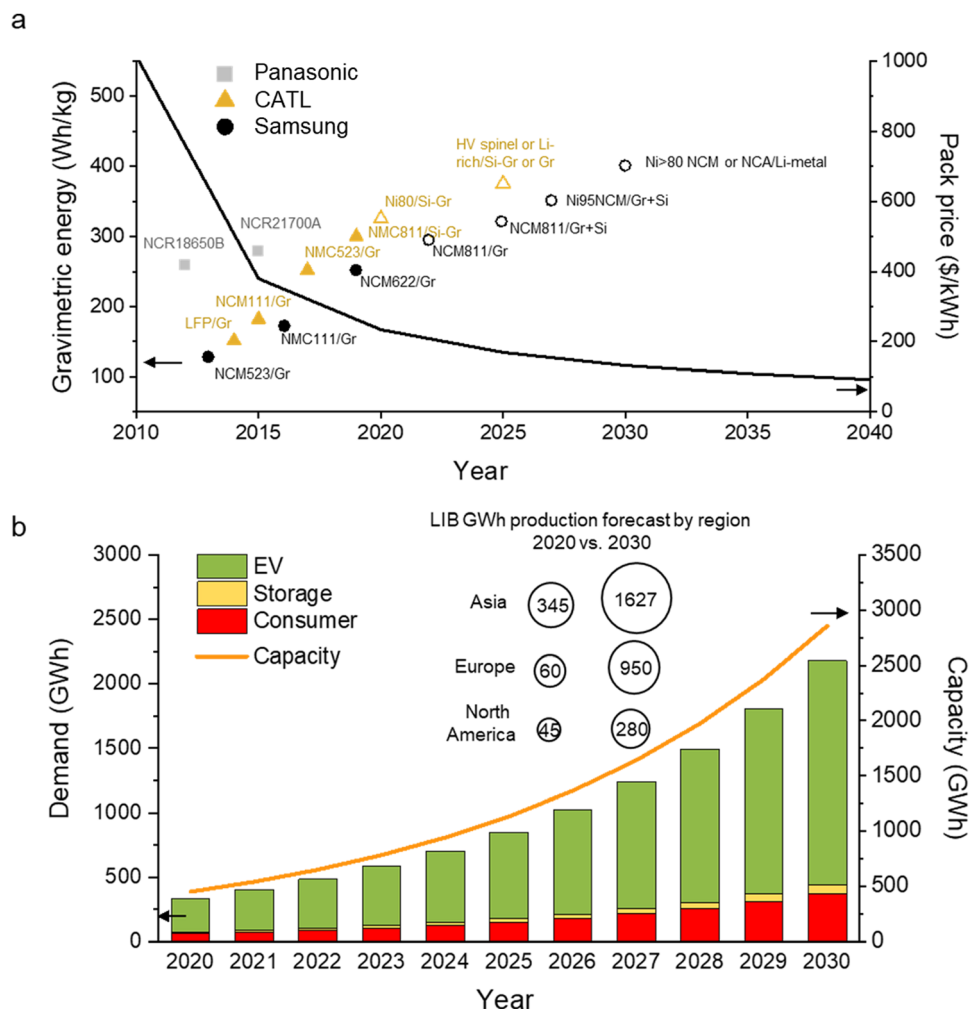 a
Gravimetric energy (Wh/kg)
500
400
300
200
100
Panasonic
CATL
Samsung
NCR18650B
NCR21700A
LFP/Gr
NCM111/Gr
NMC523/Gr
NMC811/Si-Gr
Ni80/Si-Gr
HV spinel or Li-
rich/Si-Gr or Gr
NCM523/Gr
NMC111/Gr
NCM622/Gr
NCM811/Gr
NCM811/Gr+Si
Ni95NCM/Gr+Si
Ni>80 NCM or NCA/Li-metal
1000
800
600
400
200
0
Pack price ($/kWh)
2010
2015
2020
2025
2030
2035
2040
Year
b
LIB GWh production forecast by region
2020 vs. 2030
Asia
345
1627
Europe
60
950
North
America
45
280
EV
Storage
Consumer
Capacity
Demand (GWh)
3000
2500
2000
1500
1000
500
0
3500
3000
2500
2000
1500
1000
500
0
Capacity (GWh)
2020
2021
2022
2023
2024
2025
2026
2027
2028
2029
2030
Year